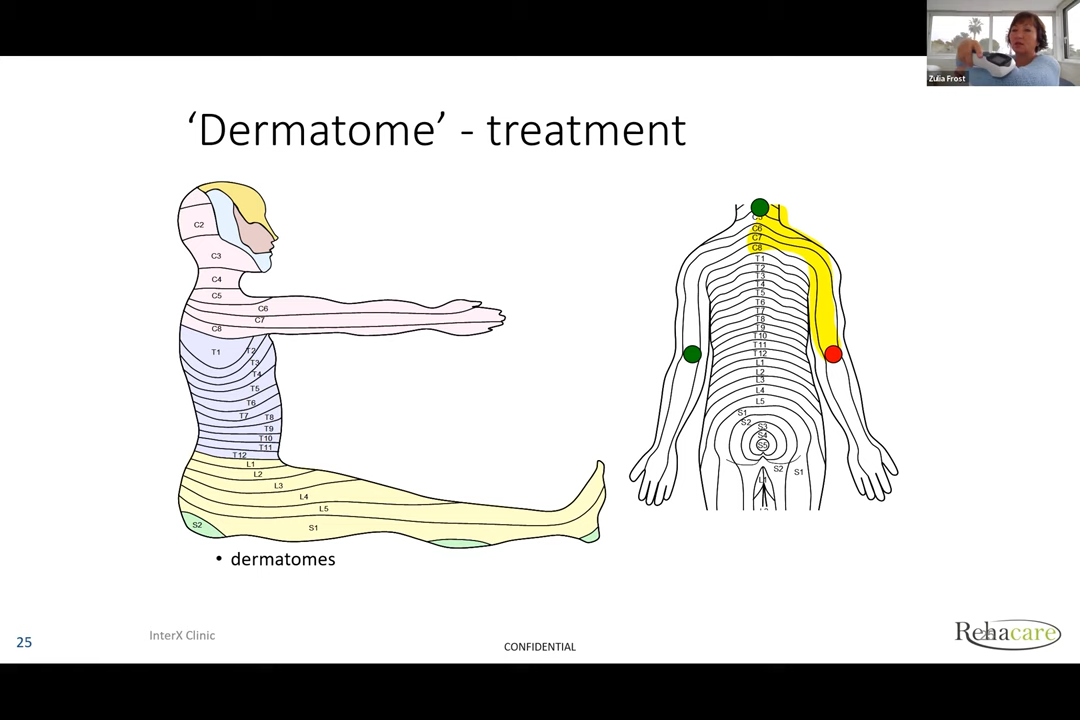 Zulia Frost
‘Dermatome’ - treatment
C2
C3
C4
C5
C6
C7
C8
T1
T2
T3
T4
T5
T6
T7
T8
T9
T10
T11
T12
L1
L2
L3
L4
L5
S1
S2
C6
C7
C8
T1
T2
T3
T4
T5
T6
T7
T8
T9
T10
T11
T12
L1
L2
L3
L4
L5
S1
S2
S3
S4
S5
S2
S1
• dermatomes
25
InterX Clinic
CONFIDENTIAL
Rehacare